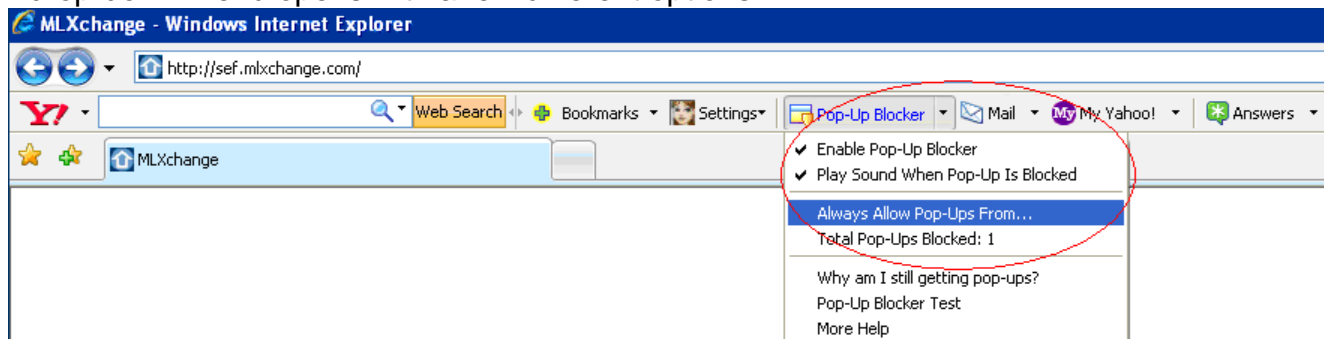 MLXchange - Windows Internet Explorer
http://sef.mlxchange.com/
Y! Web Search Bookmarks Settings Pop-Up Blocker Mail My My Yahoo! Answers
MLXchange
Enable Pop-Up Blocker
Play Sound When Pop-Up Is Blocked
Always Allow Pop-Ups From...
Total Pop-Ups Blocked: 1
Why am I still getting pop-ups?
Pop-Up Blocker Test
More Help